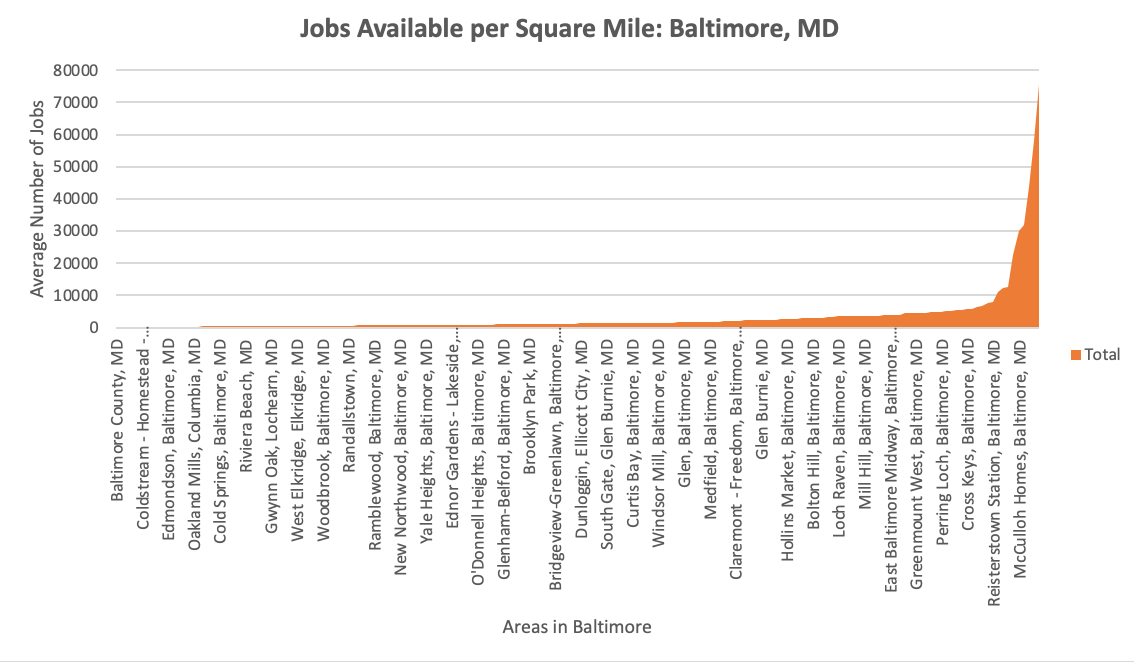 Jobs Available per Square Mile: Baltimore, MD
Average Number of Jobs
80000
70000
60000
50000
40000
30000
20000
10000
0
Baltimore County, MD
Coldstream - Homestead -...
Edmondson, Baltimore, MD
Oakland Mills, Columbia, MD
Cold Springs, Baltimore, MD
Riviera Beach, MD
Gwynn Oak, Lochearn, MD
West Elkridge, Elkridge, MD
Woodbrook, Baltimore, MD
Randallstown, MD
Ramblewood, Baltimore, MD
New Northwood, Baltimore, MD
Yale Heights, Baltimore, MD
Ednor Gardens - Lakeside,...
O'Donnell Heights, Baltimore, MD
Glenham-Belford, Baltimore, MD
Brooklyn Park, MD
Bridgeview-Greenlawn, Baltimore,...
Dunloggin, Ellicott City, MD
South Gate, Glen Burnie, MD
Curtis Bay, Baltimore, MD
Windsor Mill, Baltimore, MD
Glen, Baltimore, MD
Medfield, Baltimore, MD
Claremont - Freedom, Baltimore,...
Glen Burnie, MD
Hollins Market, Baltimore, MD
Bolton Hill, Baltimore, MD
Loch Raven, Baltimore, MD
Mill Hill, Baltimore, MD
East Baltimore Midway, Baltimore,...
Greenmount West, Baltimore, MD
Perring Loch, Baltimore, MD
Cross Keys, Baltimore, MD
Reisterstown Station, Baltimore, MD
McCulloh Homes, Baltimore, MD
Total
Areas in Baltimore